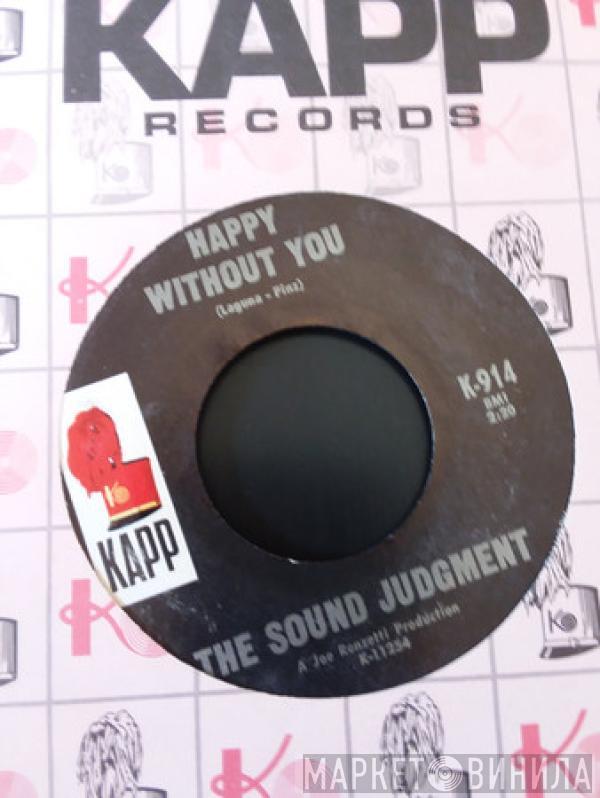 KAPP
RECORDS
HAPPY
WITHOUT YOU
(Laguna - Pinz)
K-914
BMI
2:20
KAPP
THE SOUND JUDGMENT
A Joe Renzetti Production
K-11254
МАРКЕТ ВИНИЛА